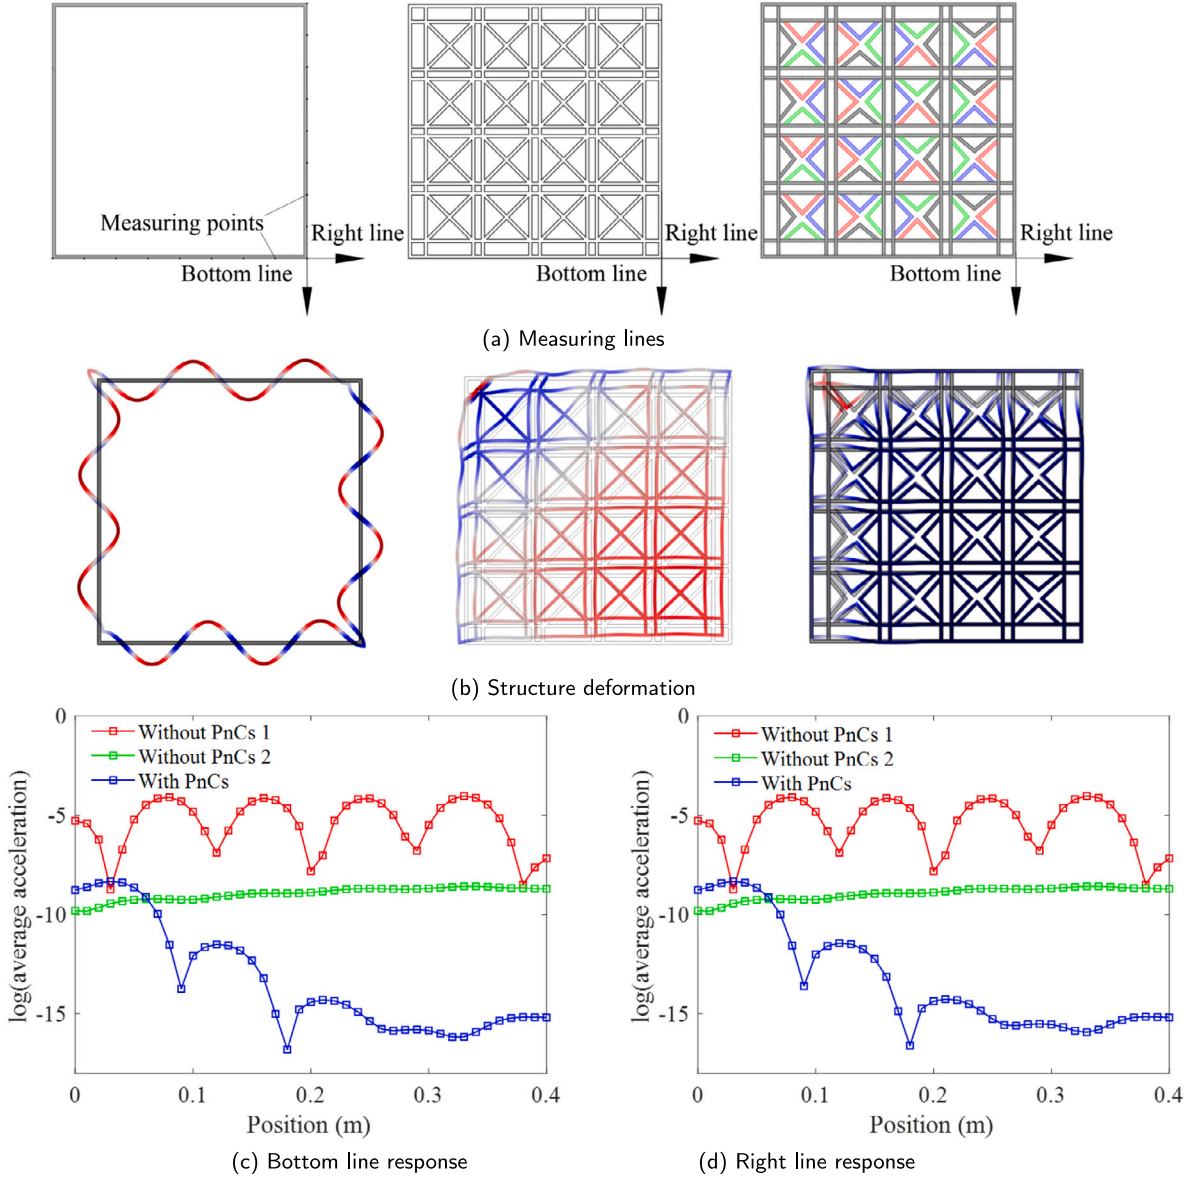 Measuring points
Right line
Bottom line
Right line
Bottom line
Right line
Bottom line
(a) Measuring lines
(b) Structure deformation
0
-5
-10
-15
log(average acceleration)
Without PnCs 1
Without PnCs 2
With PnCs
0
0.1
0.2
0.3
0.4
Position (m)
(c) Bottom line response
0
-5
-10
-15
log(average acceleration)
Without PnCs 1
Without PnCs 2
With PnCs
0
0.1
0.2
0.3
0.4
Position (m)
(d) Right line response